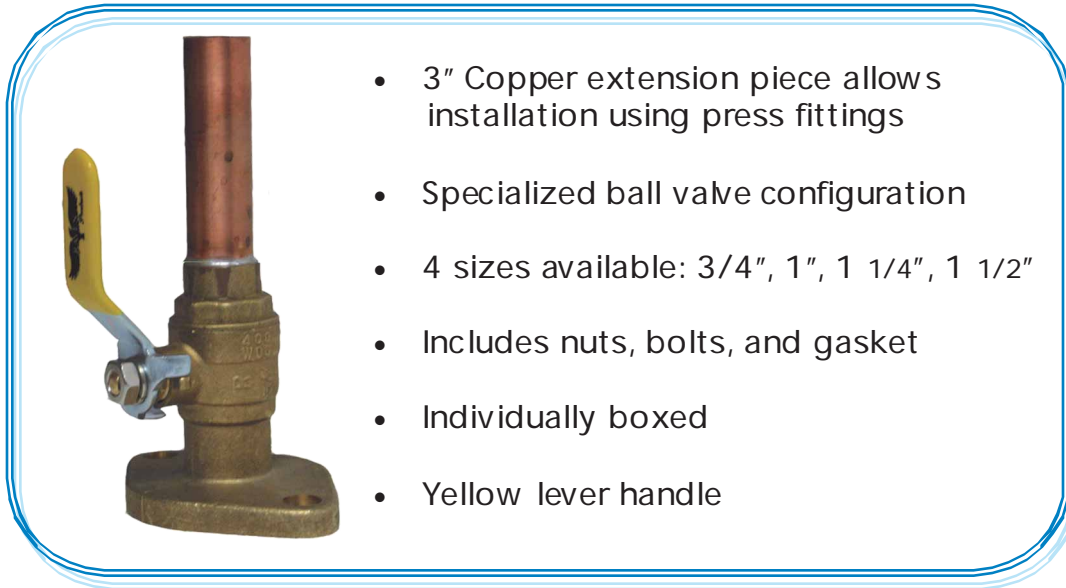 • 3" Copper extension piece allows
installation using press fittings
• Specialized ball valve configuration
• 4 sizes available: 3/4", 1", 1 1/4", 1 1/2"
• Includes nuts, bolts, and gasket
• Individually boxed
• Yellow lever handle